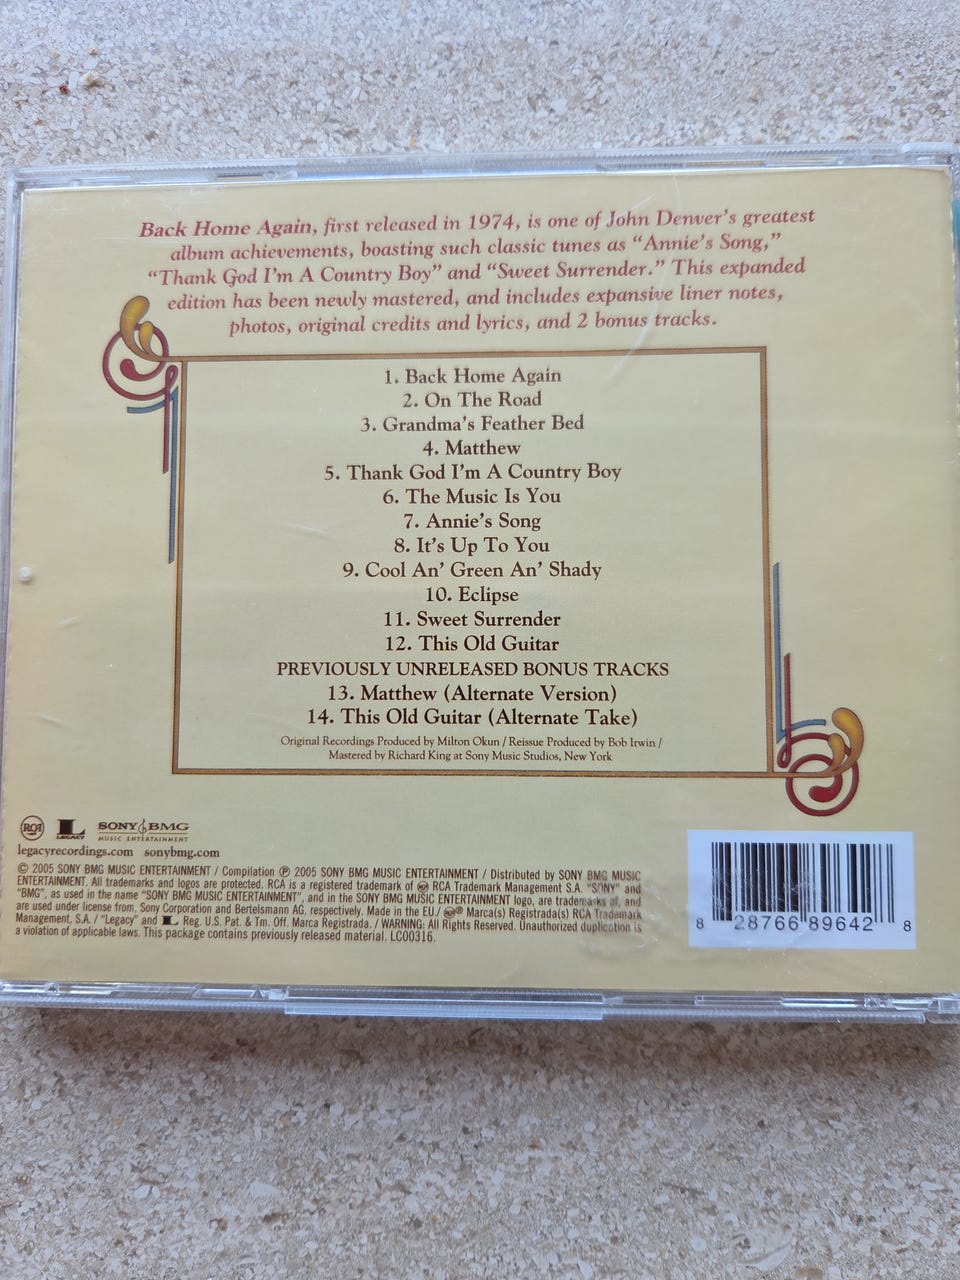 Back Home Again, first released in 1974, is one of John Denver's greatest
album achievements, boasting such classic tunes as "Annie's Song,"
"Thank God I'm A Country Boy" and "Sweet Surrender." This expanded
edition has been newly mastered, and includes expansive liner notes,
photos, original credits and lyrics, and 2 bonus tracks.
1. Back Home Again
2. On The Road
3. Grandma's Feather Bed
4. Matthew
5. Thank God I'm A Country Boy
6. The Music Is You
7. Annie's Song
8. It's Up To You
9. Cool An' Green An' Shady
10. Eclipse
11. Sweet Surrender
12. This Old Guitar
PREVIOUSLY UNRELEASED BONUS TRACKS
13. Matthew (Alternate Version)
14. This Old Guitar (Alternate Take)
Original Recordings Produced by Milton Okun / Reissue Produced by Bob Irwin /
Mastered by Richard King at Sony Music Studios, New York
RCA LEGACY SONY BMG
MUSIC ENTERTAINMENT
legacyrecordings.com sonybmg.com
© 2005 SONY BMG MUSIC ENTERTAINMENT / Compilation ℗ 2005 SONY BMG MUSIC ENTERTAINMENT / Distributed by SONY BMG MUSIC
ENTERTAINMENT. All trademarks and logos are protected. RCA is a registered trademark of RCA Trademark Management S.A. "SONY" and
"BMG", as used in the name "SONY BMG MUSIC ENTERTAINMENT", and in the SONY BMG MUSIC ENTERTAINMENT logo, are trademarks of, and
are used under license from, Sony Corporation and Bertelsmann AG, respectively. Made in the EU/ ® Marca(s) Registrada(s) RCA Trademark
Management, S.A. / "Legacy" and L Reg. U.S. Pat. & Tm. Off. Marca Registrada. / WARNING: All Rights Reserved. Unauthorized duplication is
a violation of applicable laws. This package contains previously released material. LC00316.
8 28766 89642 8